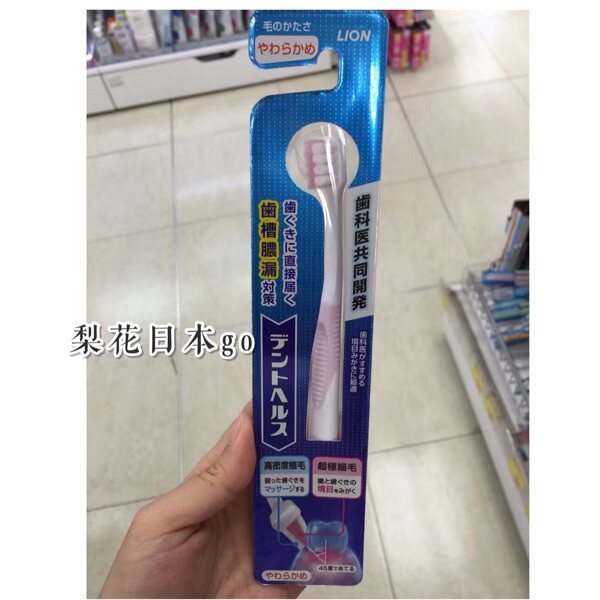 毛のかたさ
やわらかめ
LION
歯科医共同開発
歯ぐきに直接届く
歯槽膿漏対策
歯科医がすすめる
境目みがきに最適
梨花日本go
デントヘルス
高密度植毛
弱った歯ぐきを
マッサージする
超極細毛
歯と歯ぐきの
境目をみがく
45°
45度であてる
やわらかめ